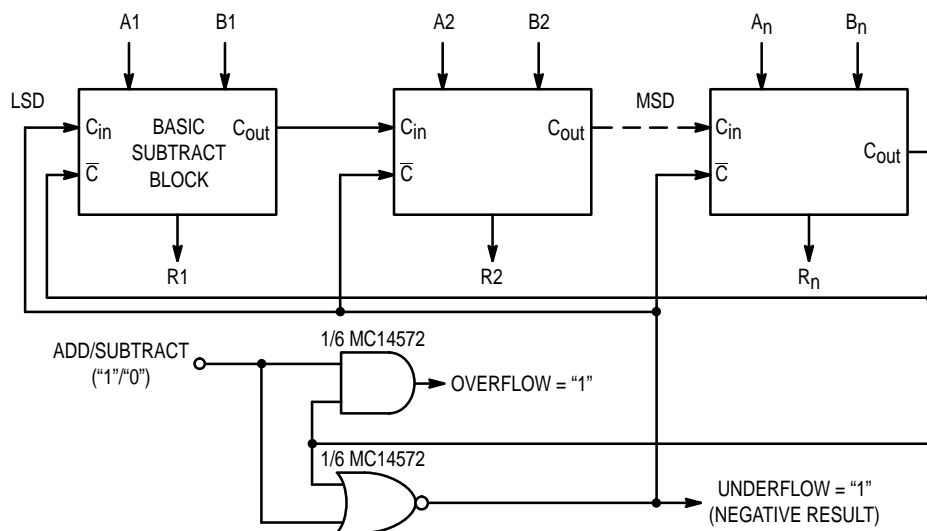 A1
B1
A2
B2
An
Bn
LSD
MSD
Cin
BASIC
SUBTRACT
BLOCK
Cout
C̅
Cin
Cout
C̅
Cin
Cout
C̅
R1
R2
Rn
1/6 MC14572
ADD/SUBTRACT
(“1”/“0”)
OVERFLOW = “1”
1/6 MC14572
UNDERFLOW = “1”
(NEGATIVE RESULT)